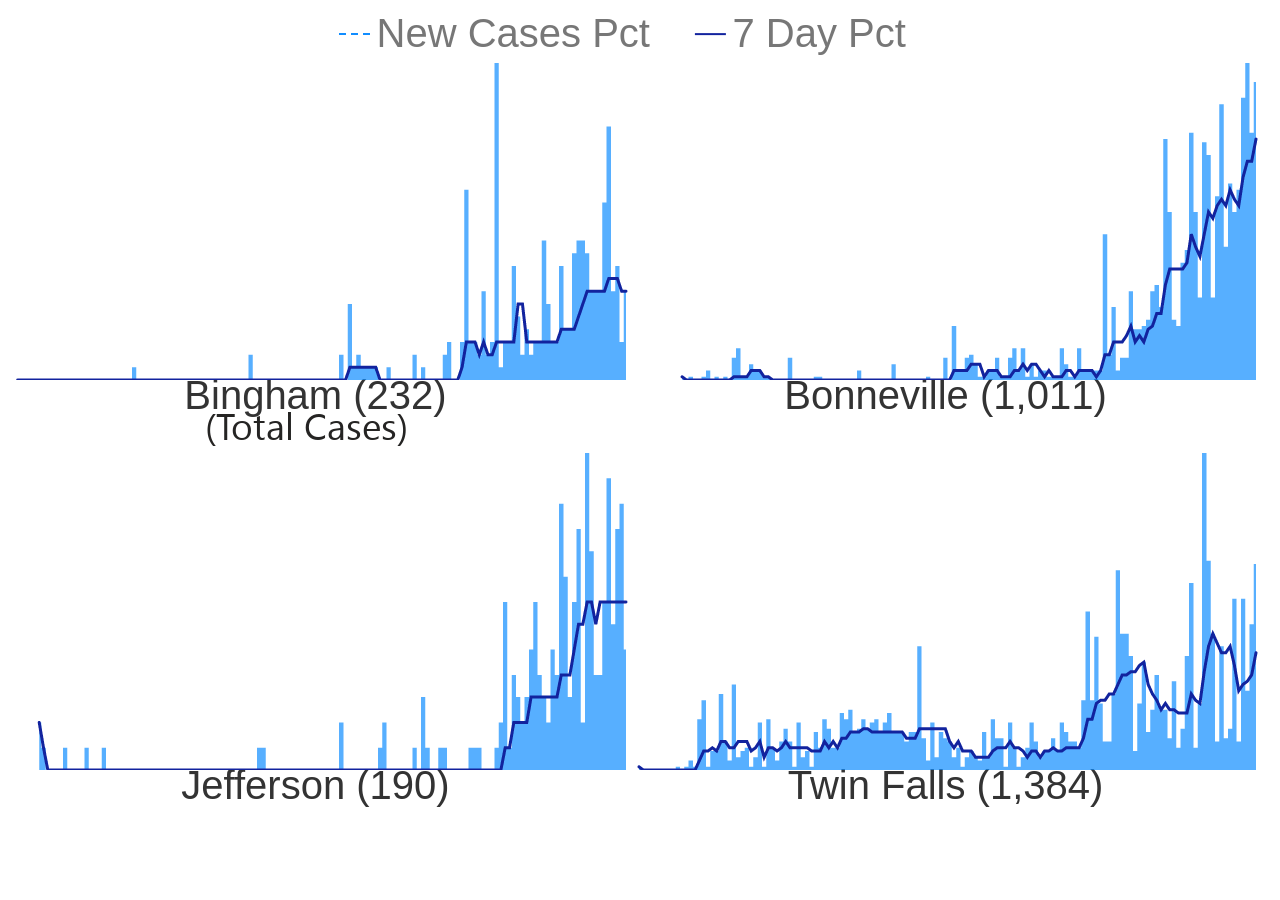 New Cases Pct 7 Day Pct
Bingham (232) Bonneville (1,011)
(Total Cases)
Jefferson (190) Twin Falls (1,384)